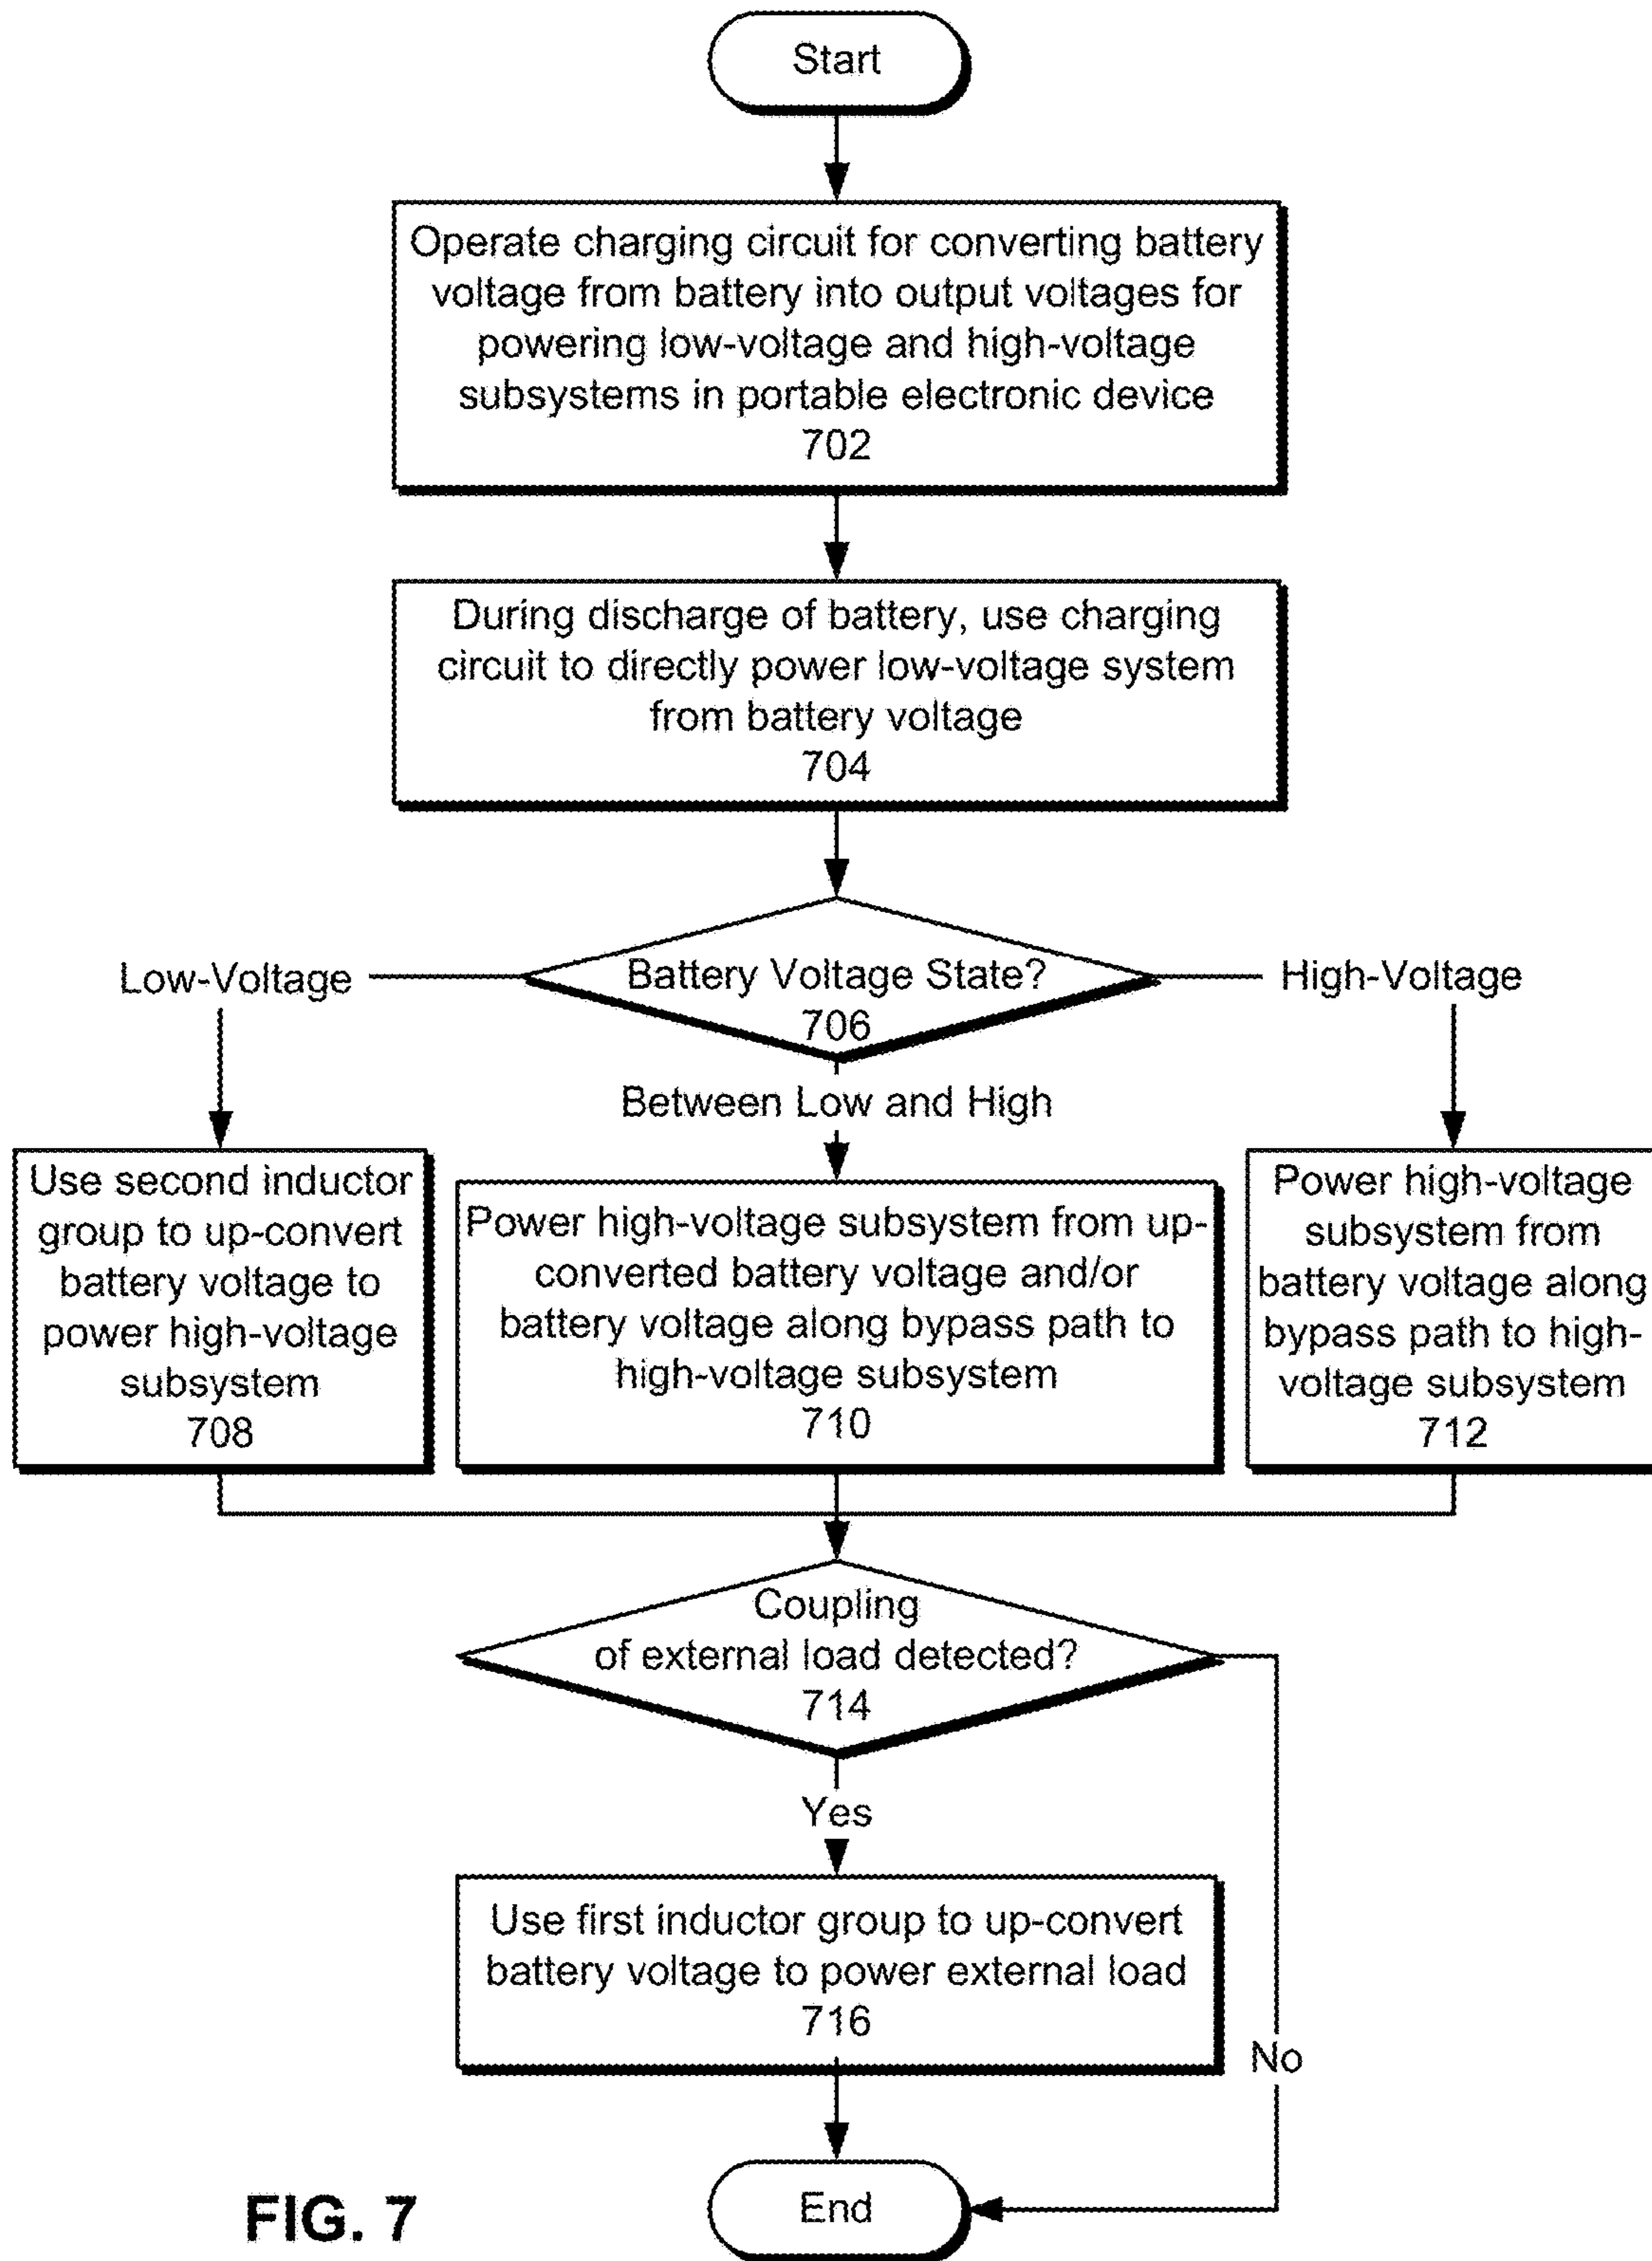 Start
Operate charging circuit for converting battery
voltage from battery into output voltages for
powering low-voltage and high-voltage
subsystems in portable electronic device
702
During discharge of battery, use charging
circuit to directly power low-voltage system
from battery voltage
704
Low-Voltage
Battery Voltage State?
706
High-Voltage
Between Low and High
Use second inductor
group to up-convert
battery voltage to
power high-voltage
subsystem
708
Power high-voltage subsystem from up-
converted battery voltage and/or
battery voltage along bypass path to
high-voltage subsystem
710
Power high-voltage
subsystem from
battery voltage along
bypass path to high-
voltage subsystem
712
Coupling
of external load detected?
714
Yes
Use first inductor group to up-convert
battery voltage to power external load
716
No
End
FIG. 7